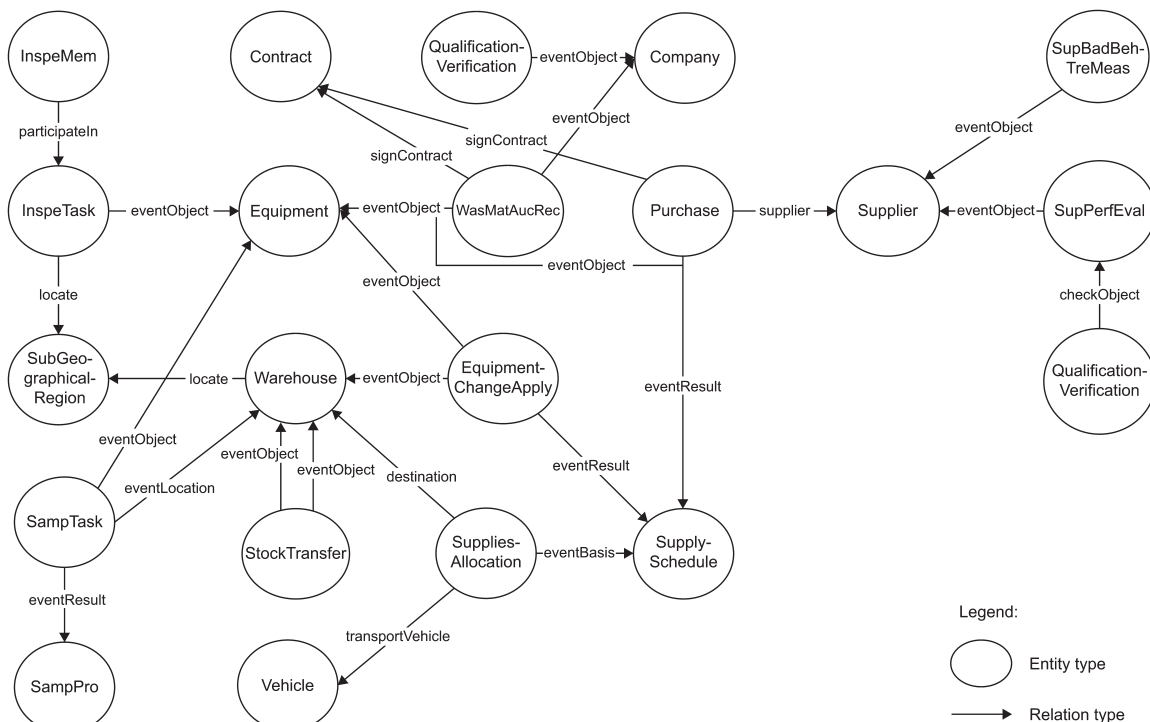 InspeMem
Contract
Qualification-
Verification
eventObject
Company
SupBadBeh-
TreMeas
participateIn
signContract
signContract
eventObject
eventObject
InspeTask
eventObject
Equipment
eventObject
WasMatAucRec
Purchase
supplier
Supplier
eventObject
SupPerfEval
eventObject
locate
eventObject
checkObject
SubGeo-
graphical-
Region
locate
Warehouse
eventObject
Equipment-
ChangeApply
eventResult
Qualification-
Verification
eventObject
eventLocation
eventObject
eventObject
destination
eventResult
SampTask
StockTransfer
Supplies-
Allocation
eventBasis
Supply-
Schedule
eventResult
transportVehicle
SampPro
Vehicle
Legend:
Entity type
Relation type